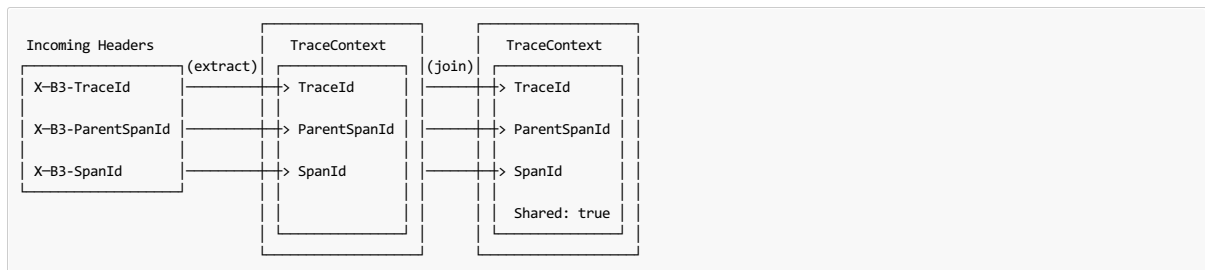 Incoming Headers TraceContext TraceContext
(extract) (join)
X-B3-TraceId TraceId TraceId
X-B3-ParentSpanId ParentSpanId ParentSpanId
X-B3-SpanId SpanId SpanId
Shared: true